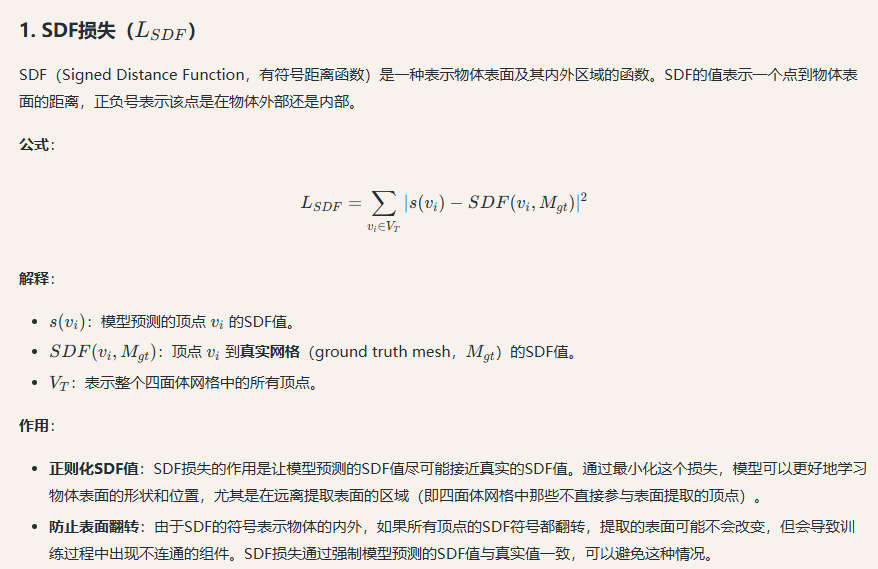 1. SDF损失（L_{SDF}）
SDF（Signed Distance Function，有符号距离函数）是一种表示物体表面及其内外区域的函数。SDF的值表示一个点到物体表
面的距离，正负号表示该点是在物体外部还是内部。
公式：
L_{SDF} = \sum_{v_i \in V_T} |s(v_i) - SDF(v_i, M_{gt})|^2
解释：
• s(v_i)：模型预测的顶点 v_i 的SDF值。
• SDF(v_i, M_{gt})：顶点 v_i 到真实网格（ground truth mesh，M_{gt}）的SDF值。
• V_T：表示整个四面体网格中的所有顶点。
作用：
• 正则化SDF值：SDF损失的作用是让模型预测的SDF值尽可能接近真实的SDF值。通过最小化这个损失，模型可以更好地学习
物体表面的形状和位置，尤其是在远离提取表面的区域（即四面体网格中那些不直接参与表面提取的顶点）。
• 防止表面翻转：由于SDF的符号表示物体的内外，如果所有顶点的SDF符号都翻转，提取的表面可能不会改变，但会导致训
练过程中出现不连通的组件。SDF损失通过强制模型预测的SDF值与真实值一致，可以避免这种情况。